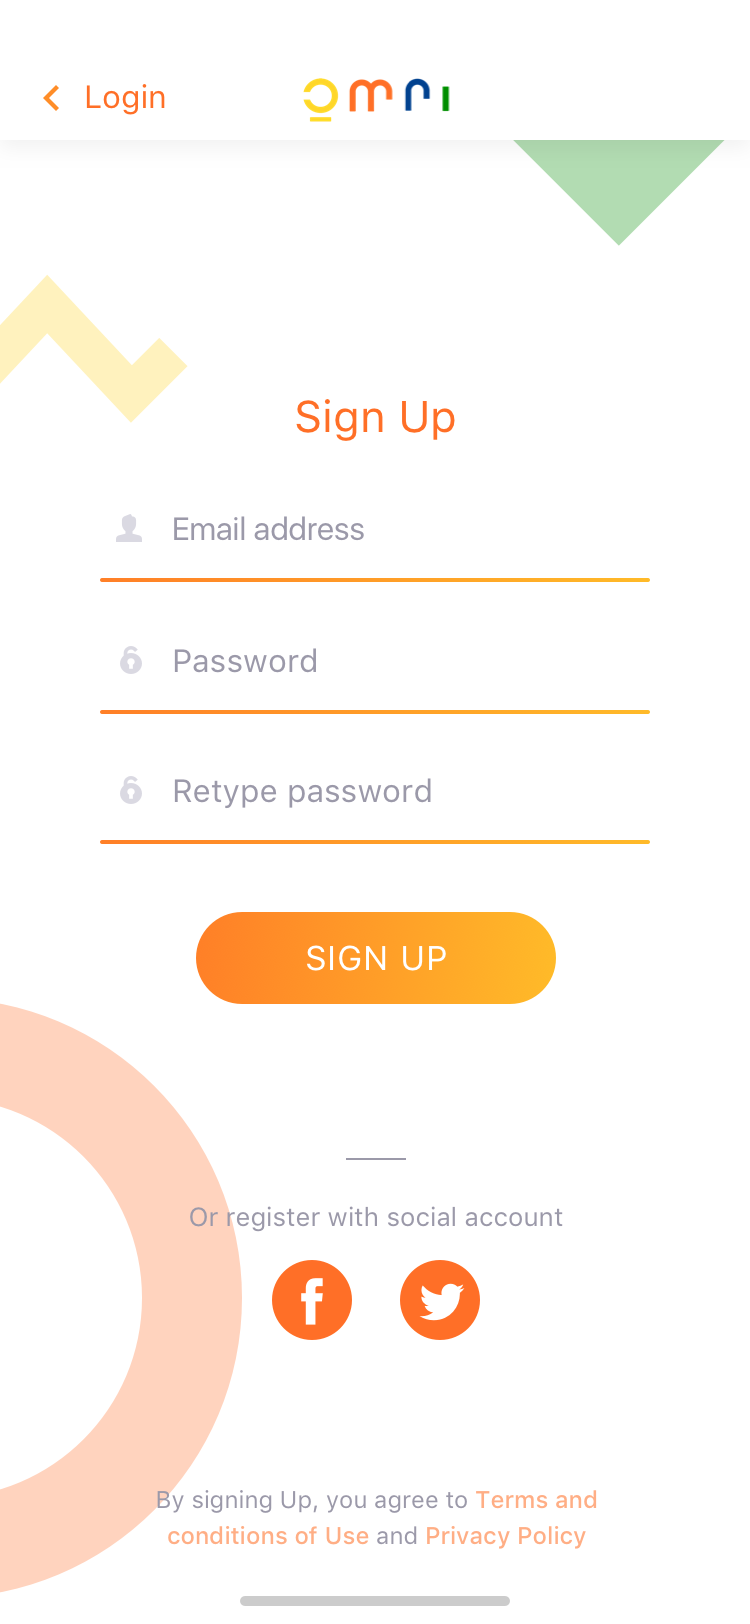 Login
omni
Sign Up
Email address
Password
Retype password
SIGN UP
Or register with social account
By signing Up, you agree to Terms and
conditions of Use and Privacy Policy